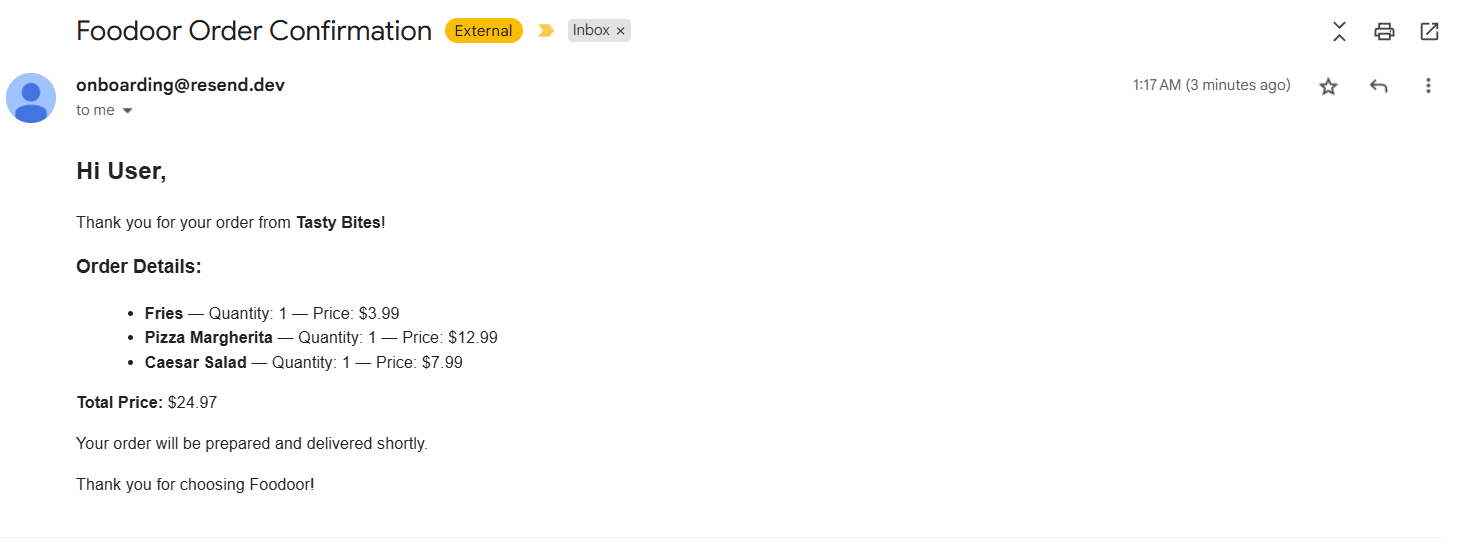 Foodoor Order Confirmation External Inbox ×
onboarding@resend.dev 1:17 AM (3 minutes ago)
to me
Hi User,
Thank you for your order from Tasty Bites!
Order Details:
• Fries — Quantity: 1 — Price: $3.99
• Pizza Margherita — Quantity: 1 — Price: $12.99
• Caesar Salad — Quantity: 1 — Price: $7.99
Total Price: $24.97
Your order will be prepared and delivered shortly.
Thank you for choosing Foodoor!